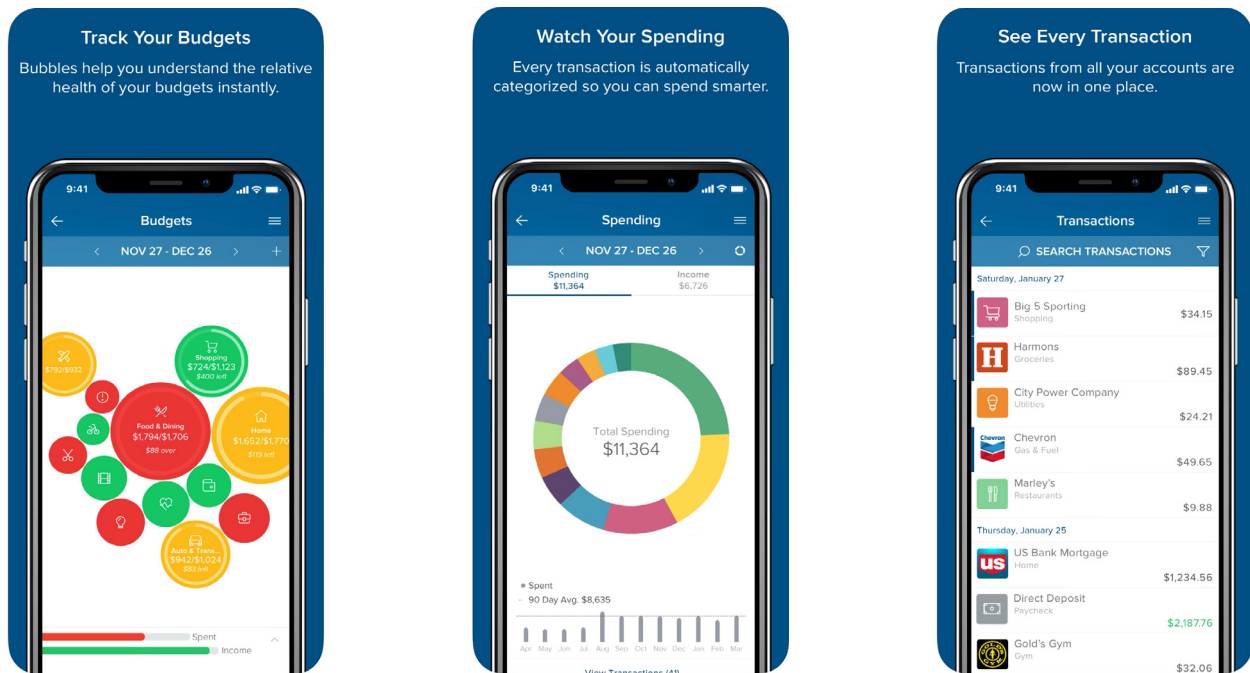 Track Your Budgets
Bubbles help you understand the relative
health of your budgets instantly.
9:41
Budgets
NOV 27 - DEC 26
$792/$932
Shopping
$724/$1,123
$400 left
Food & Dining
$1,794/$1,706
$88 over
Home
$1,652/$1,770
$119 left
Auto & Trans...
$942/$1,024
$83 left
Spent
Income
Watch Your Spending
Every transaction is automatically
categorized so you can spend smarter.
9:41
Spending
NOV 27 - DEC 26
Spending
$11,364
Income
$6,726
Total Spending
$11,364
Spent
90 Day Avg. $8,635
Apr May Jun Jul Aug Sep Oct Nov Dec Jan Feb Mar
View Transactions (41)
See Every Transaction
Transactions from all your accounts are
now in one place.
9:41
Transactions
SEARCH TRANSACTIONS
Saturday, January 27
Big 5 Sporting
Shopping
$34.15
H
Harmons
Groceries
$89.45
City Power Company
Utilities
$24.21
Chevron
Chevron
Gas & Fuel
$49.65
Marley's
Restaurants
$9.88
Thursday, January 25
us
US Bank Mortgage
Home
$1,234.56
Direct Deposit
Paycheck
$2,187.76
Gold's Gym
Gym
$32.06